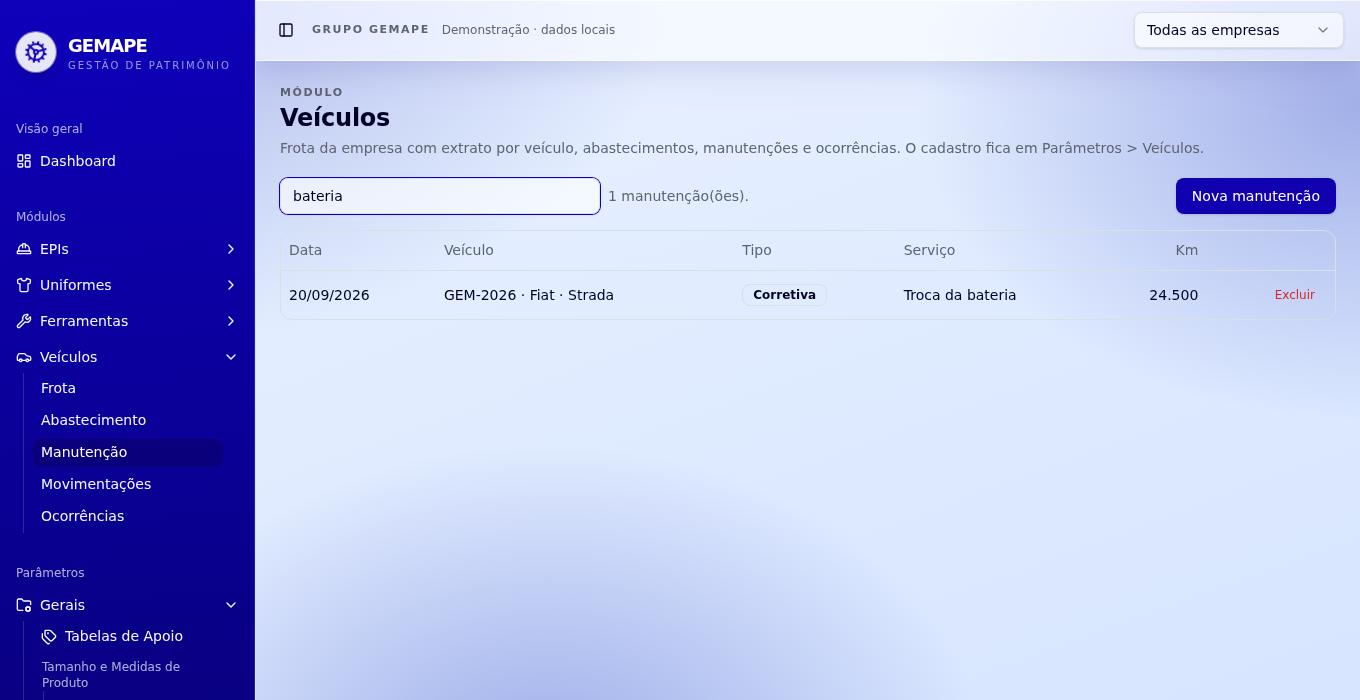 GEMAPE
GESTÃO DE PATRIMÔNIO
Visão geral
Dashboard
Módulos
EPIs
Uniformes
Ferramentas
Veículos
Frota
Abastecimento
Manutenção
Movimentações
Ocorrências
Parâmetros
Gerais
Tabelas de Apoio
Tamanho e Medidas de
Produto
GRUPO GEMAPE Demonstração · dados locais Todas as empresas
MÓDULO
Veículos
Frota da empresa com extrato por veículo, abastecimentos, manutenções e ocorrências. O cadastro fica em Parâmetros > Veículos.
bateria 1 manutenção(ões). Nova manutenção
Data Veículo Tipo Serviço Km
20/09/2026 GEM-2026 · Fiat · Strada Corretiva Troca da bateria 24.500 Excluir